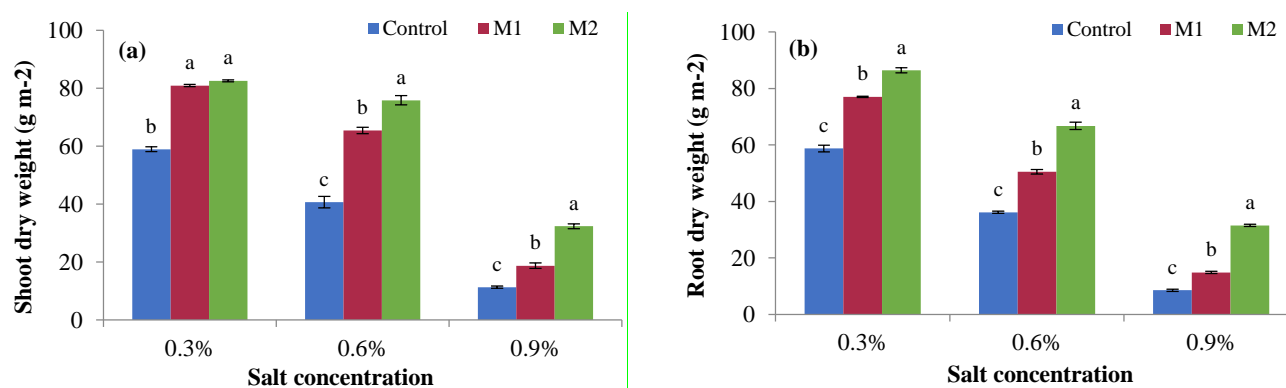 (a)
Control M1 M2
Shoot dry weight (g m-2)
100
80
60
40
20
0
b a a
c b a
c b a
0.3% 0.6% 0.9%
Salt concentration
(b)
Control M1 M2
Root dry weight (g m-2)
100
80
60
40
20
0
c b a
c b a
c b a
0.3% 0.6% 0.9%
Salt concentration